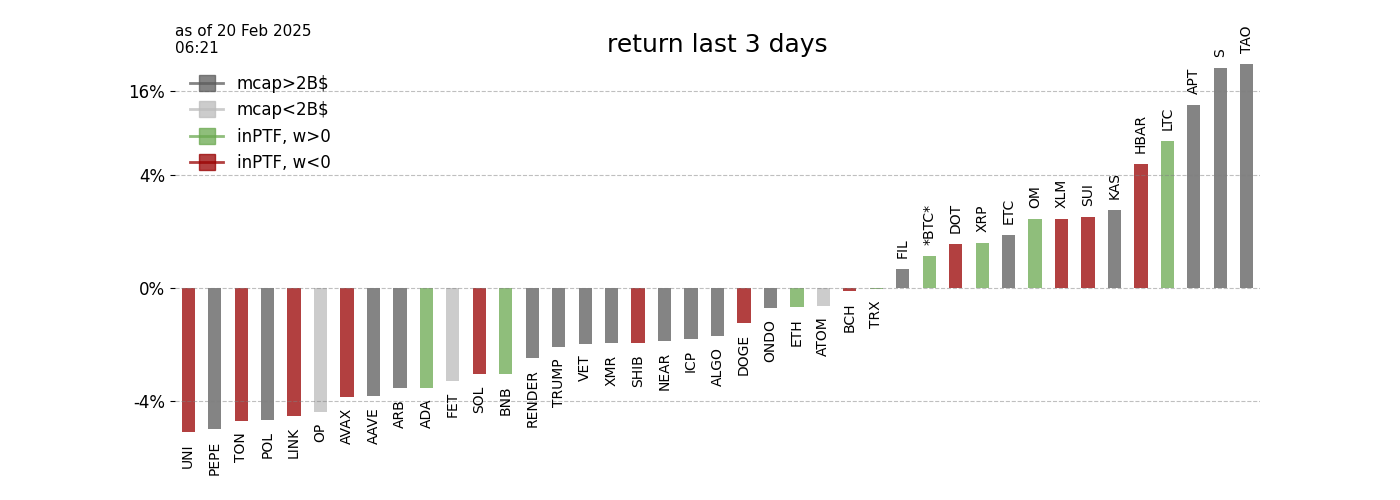 as of 20 Feb 2025
06:21
return last 3 days
mcap>2B$
mcap<2B$
inPTF, w>0
inPTF, w<0
16%
4%
0%
-4%
UNI
PEPE
TON
POL
LINK
OP
AVAX
AAVE
ARB
ADA
FET
SOL
BNB
RENDER
TRUMP
VET
XMR
SHIB
NEAR
ICP
ALGO
DOGE
ONDO
ETH
ATOM
BCH
TRX
FIL
*BTC*
DOT
XRP
ETC
OM
XLM
SUI
KAS
HBAR
LTC
APT
S
TAO